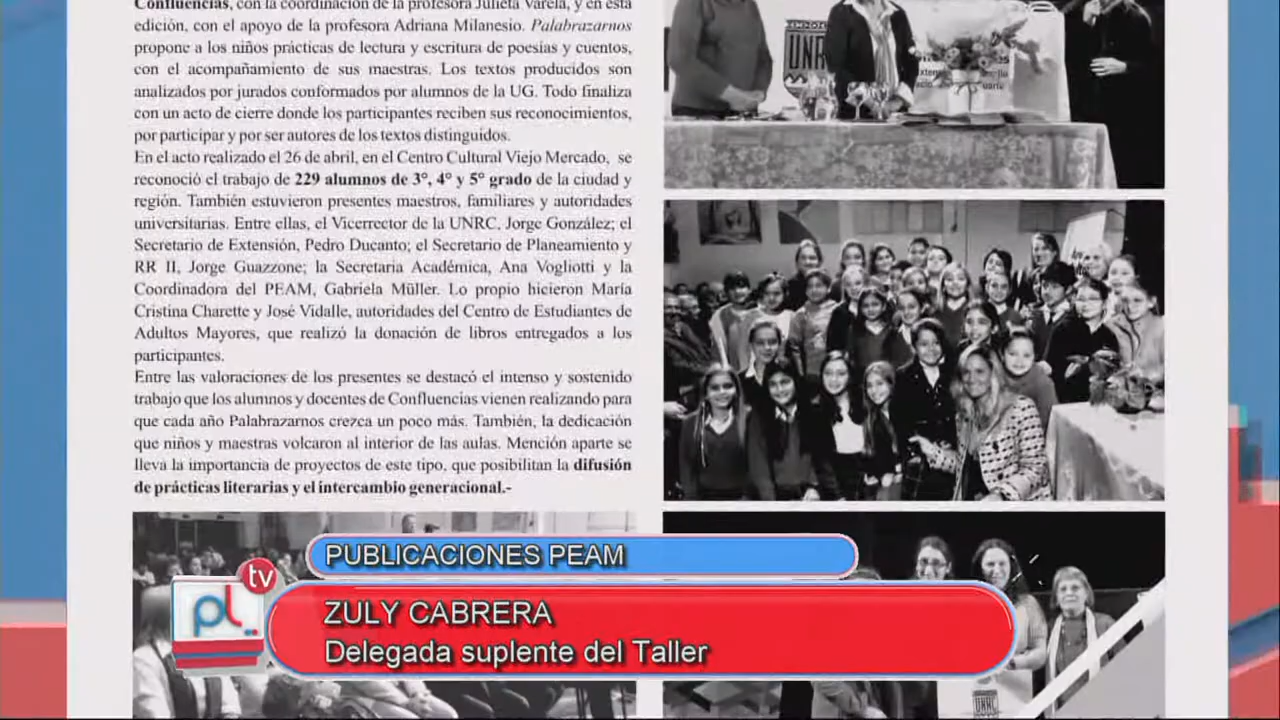 Confluencias, con la coordinación de la profesora Julieta Varela, y en esta
edición, con el apoyo de la profesora Adriana Milanesio. Palabrazarnos
propone a los niños prácticas de lectura y escritura de poesías y cuentos,
con el acompañamiento de sus maestras. Los textos producidos son
analizados por jurados conformados por alumnos de la UG. Todo finaliza
con un acto de cierre donde los participantes reciben sus reconocimientos,
por participar y por ser autores de los textos distinguidos.
En el acto realizado el 26 de abril, en el Centro Cultural Viejo Mercado, se
reconoció el trabajo de 229 alumnos de 3°, 4° y 5° grado de la ciudad y
región. También estuvieron presentes maestros, familiares y autoridades
universitarias. Entre ellas, el Vicerrector de la UNRC, Jorge González; el
Secretario de Extensión, Pedro Ducanto; el Secretario de Planeamiento y
RR II, Jorge Guazzone; la Secretaria Académica, Ana Vogliotti y la
Coordinadora del PEAM, Gabriela Müller. Lo propio hicieron María
Cristina Charette y José Vidalle, autoridades del Centro de Estudiantes de
Adultos Mayores, que realizó la donación de libros entregados a los
participantes.
Entre las valoraciones de los presentes se destacó el intenso y sostenido
trabajo que los alumnos y docentes de Confluencias vienen realizando para
que cada año Palabrazarnos crezca un poco más. También, la dedicación
que niños y maestras volcaron al interior de las aulas. Mención aparte se
lleva la importancia de proyectos de este tipo, que posibilitan la difusión
de prácticas literarias y el intercambio generacional.-
UNRC
PUBLICACIONES PEAM
pl.. tv
ZULY CABRERA
Delegada suplente del Taller
UNRC